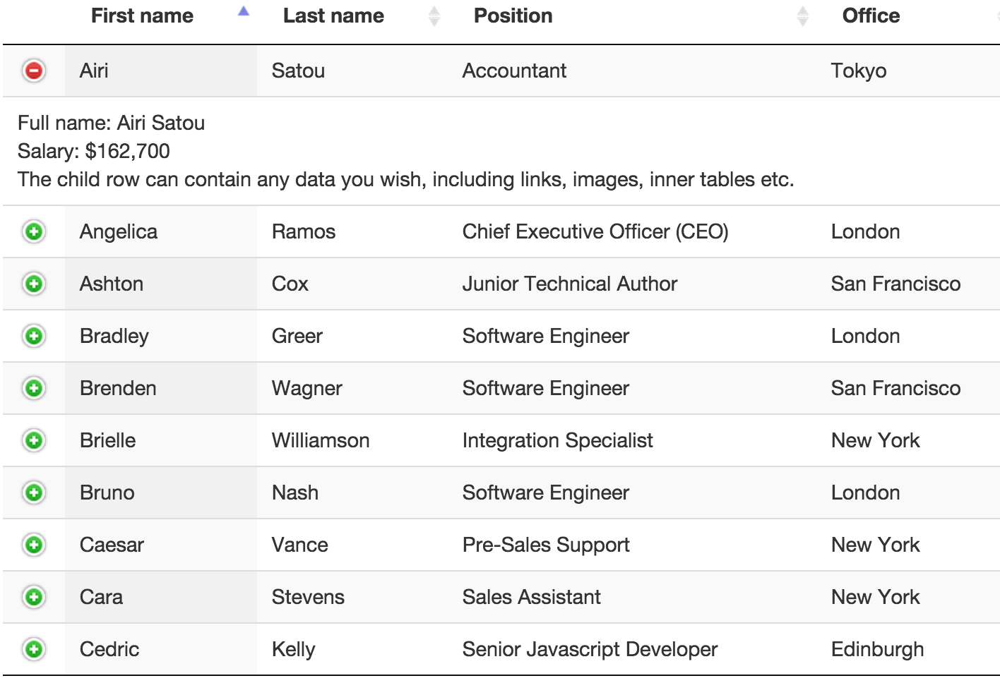 First name Last name Position Office
Airi Satou Accountant Tokyo
Full name: Airi Satou
Salary: $162,700
The child row can contain any data you wish, including links, images, inner tables etc.
Angelica Ramos Chief Executive Officer (CEO) London
Ashton Cox Junior Technical Author San Francisco
Bradley Greer Software Engineer London
Brenden Wagner Software Engineer San Francisco
Brielle Williamson Integration Specialist New York
Bruno Nash Software Engineer London
Caesar Vance Pre-Sales Support New York
Cara Stevens Sales Assistant New York
Cedric Kelly Senior Javascript Developer Edinburgh